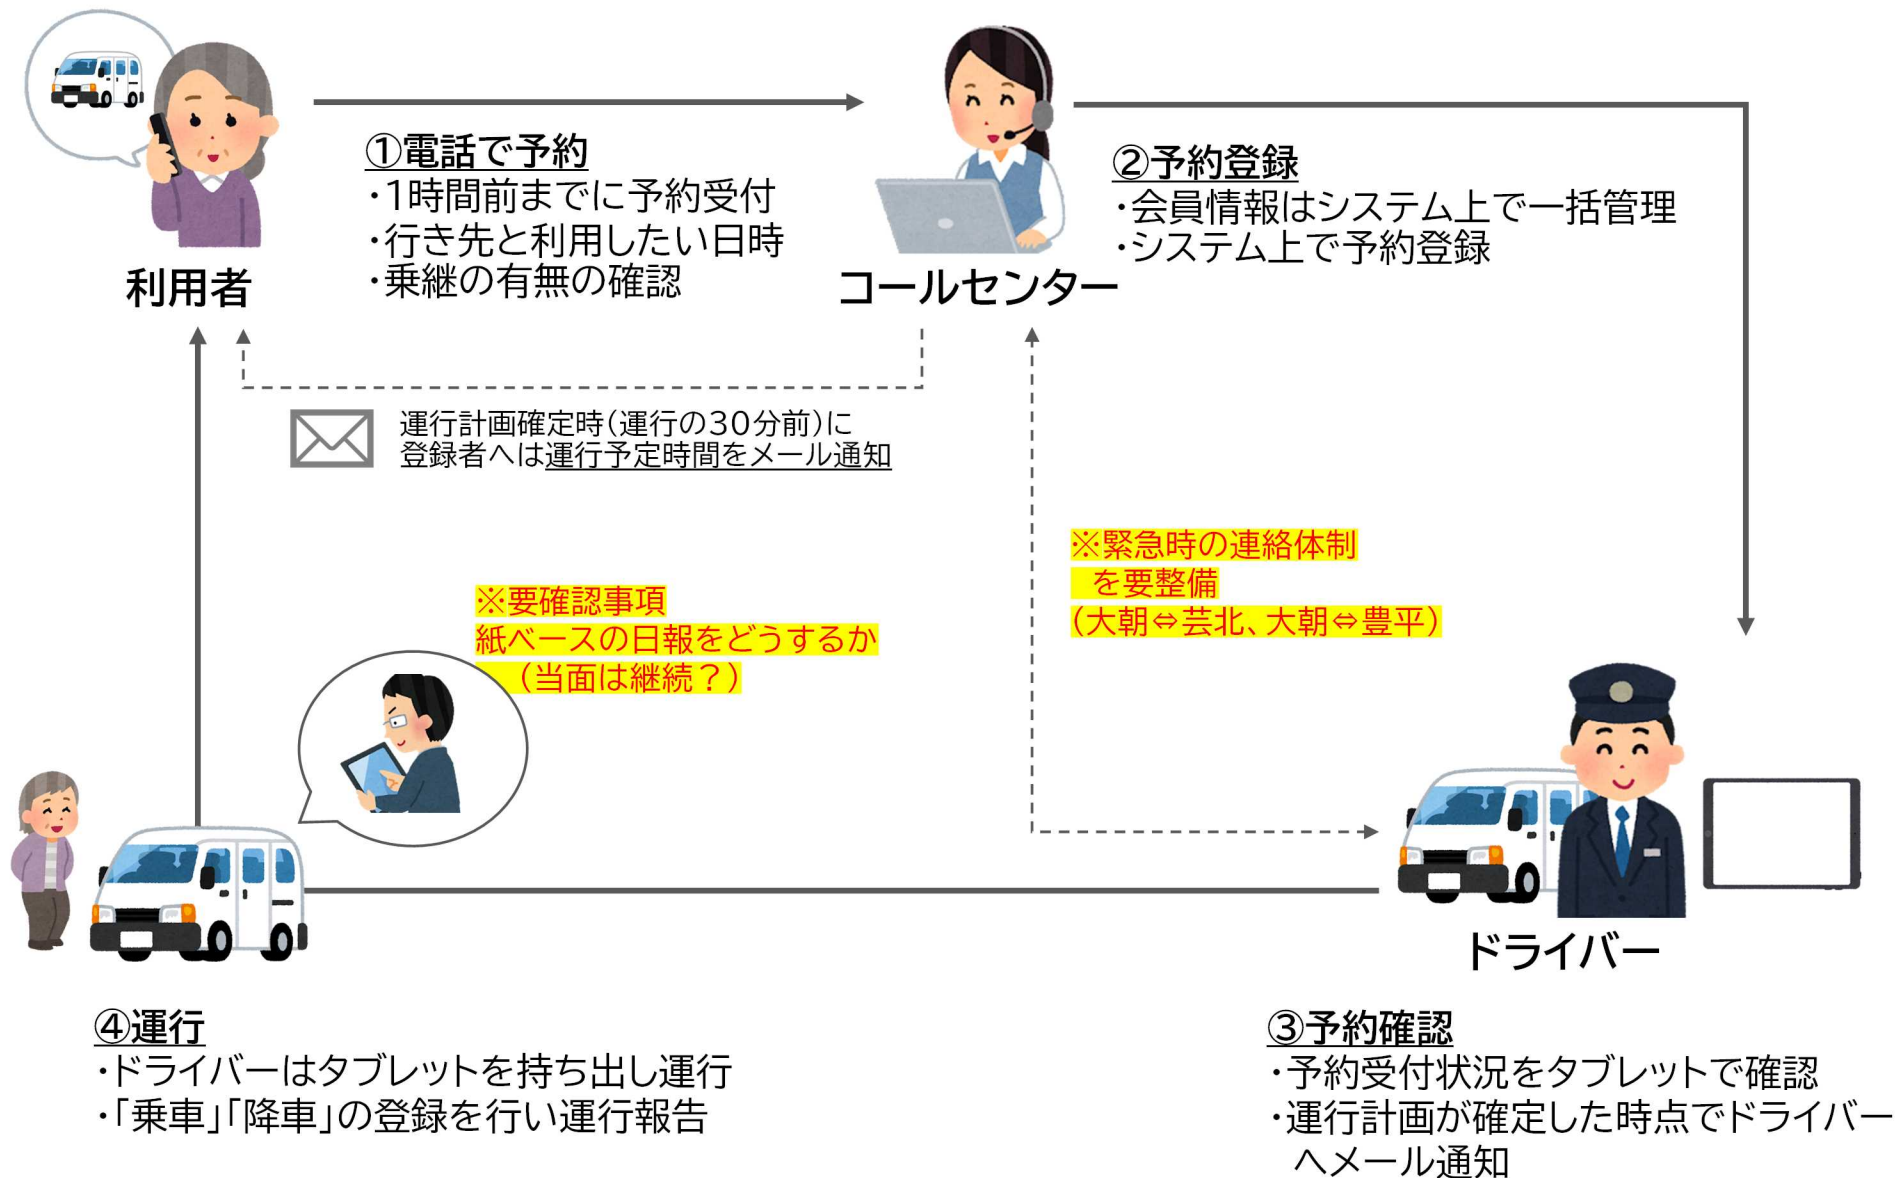 ①電話で予約
・1時間前までに予約受付
・行き先と利用したい日時
・乗継の有無の確認
利用者
コールセンター
②予約登録
・会員情報はシステム上で一括管理
・システム上で予約登録
運行計画確定時(運行の30分前)に
登録者へは運行予定時間をメール通知
※要確認事項
紙ベースの日報をどうするか
(当面は継続?)
※緊急時の連絡体制
を要整備
(大朝⇔芸北、大朝⇔豊平)
ドライバー
③予約確認
・予約受付状況をタブレットで確認
・運行計画が確定した時点でドライバー
へメール通知
④運行
・ドライバーはタブレットを持ち出し運行
・「乗車」「降車」の登録を行い運行報告